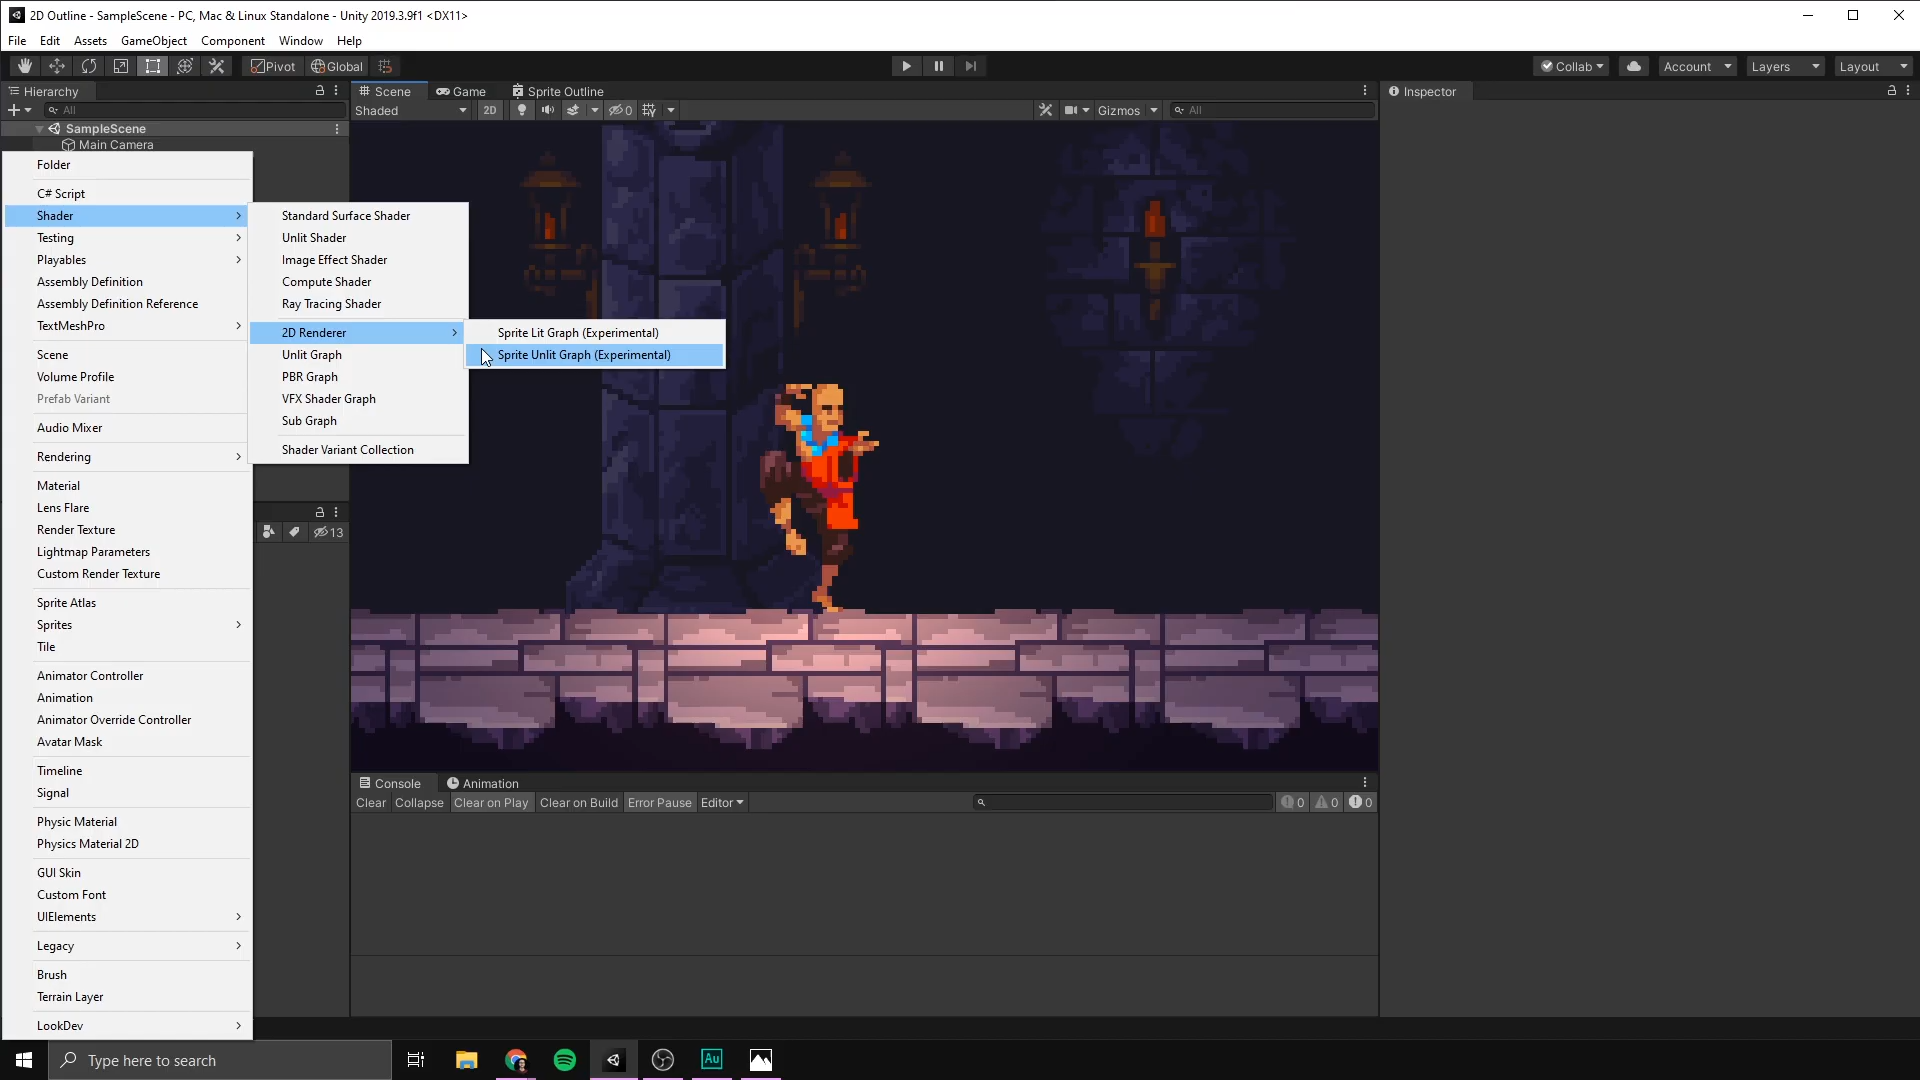 2D Outline - SampleScene - PC, Mac & Linux Standalone - Unity 2019.3.9f1 <DX11>
File Edit Assets GameObject Component Window Help
Pivot Global Collab Account Layers Layout
Hierarchy
All
SampleScene
Main Camera
Scene Game Sprite Outline
Shaded 2D 0 Gizmos All
Inspector
Folder
C# Script
Shader
Testing
Playables
Assembly Definition
Assembly Definition Reference
TextMeshPro
Scene
Volume Profile
Prefab Variant
Audio Mixer
Rendering
Material
Lens Flare
Render Texture
Lightmap Parameters
Custom Render Texture
Sprite Atlas
Sprites
Tile
Animator Controller
Animation
Animator Override Controller
Avatar Mask
Timeline
Signal
Physic Material
Physics Material 2D
GUI Skin
Custom Font
UIElements
Legacy
Brush
Terrain Layer
LookDev
Standard Surface Shader
Unlit Shader
Image Effect Shader
Compute Shader
Ray Tracing Shader
2D Renderer
Unlit Graph
PBR Graph
VFX Shader Graph
Sub Graph
Shader Variant Collection
Sprite Lit Graph (Experimental)
Sprite Unlit Graph (Experimental)
13
Console Animation
Clear Collapse Clear on Play Clear on Build Error Pause Editor 0 0 0
Type here to search
Au